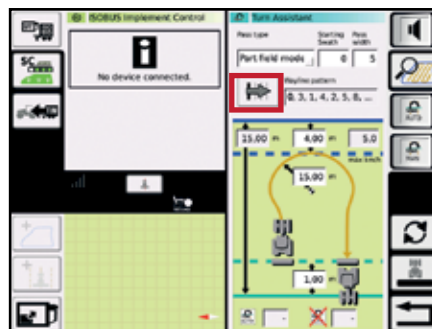 ISOBUS Implement Control
No device connected.
SC
Turn Assistant
Pass type
Starting Swath
Pass width
Part field mode
0
5
Keyline pattern
0, 3, 1, 4, 2, 5, 8, ...
15,00 m
4,00 m
5,0
max km/h
15,00 m
1,00 m
-
-
AUTO